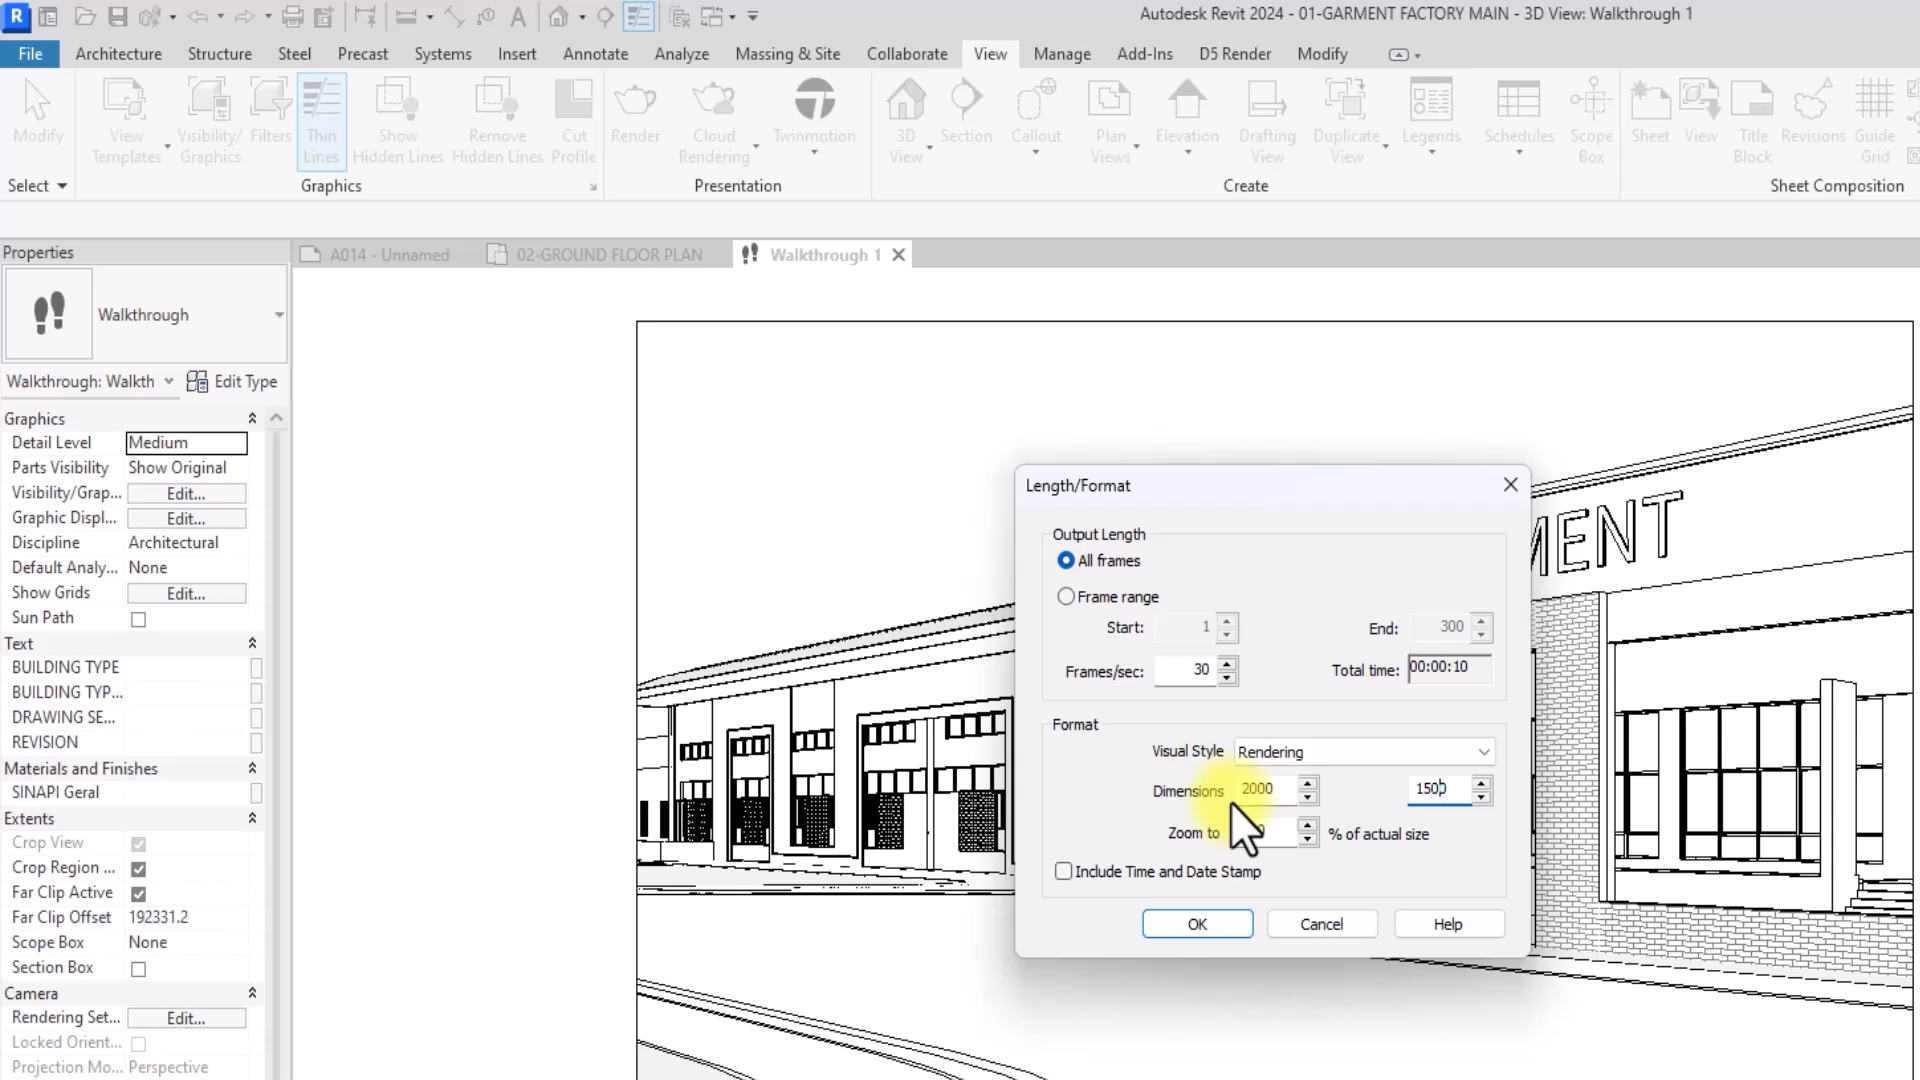 R
Autodesk Revit 2024 - 01-GARMENT FACTORY MAIN - 3D View: Walkthrough 1
File Architecture Structure Steel Precast Systems Insert Annotate Analyze Massing & Site Collaborate View Manage Add-Ins D5 Render Modify
Modify
View Templates
Visibility/ Graphics
Filters
Thin Lines
Show Hidden Lines
Remove Hidden Lines
Cut Profile
Render
Cloud Rendering
Twinmotion
3D View
Section
Callout
Plan Views
Elevation
Drafting View
Duplicate View
Legends
Schedules
Scope Box
Sheet
View
Title Block
Revisions
Guide Grid
Select Graphics Presentation Create Sheet Composition
Properties
A014 - Unnamed 02-GROUND FLOOR PLAN Walkthrough 1
Walkthrough
Walkthrough: Walkth Edit Type
Graphics
Detail Level Medium
Parts Visibility Show Original
Visibility/Grap... Edit...
Graphic Displ... Edit...
Discipline Architectural
Default Analy... None
Show Grids Edit...
Sun Path
Text
BUILDING TYPE
BUILDING TYP...
DRAWING SE...
REVISION
Materials and Finishes
SINAPI Geral
Extents
Crop View
Crop Region ...
Far Clip Active
Far Clip Offset 192331.2
Scope Box None
Section Box
Camera
Rendering Set... Edit...
Locked Orient...
Projection Mo... Perspective
MENT
Length/Format
Output Length
All frames
Frame range
Start: 1 End: 300
Frames/sec: 30 Total time: 00:00:10
Format
Visual Style Rendering
Dimensions 2000 1500
Zoom to % of actual size
Include Time and Date Stamp
OK Cancel Help